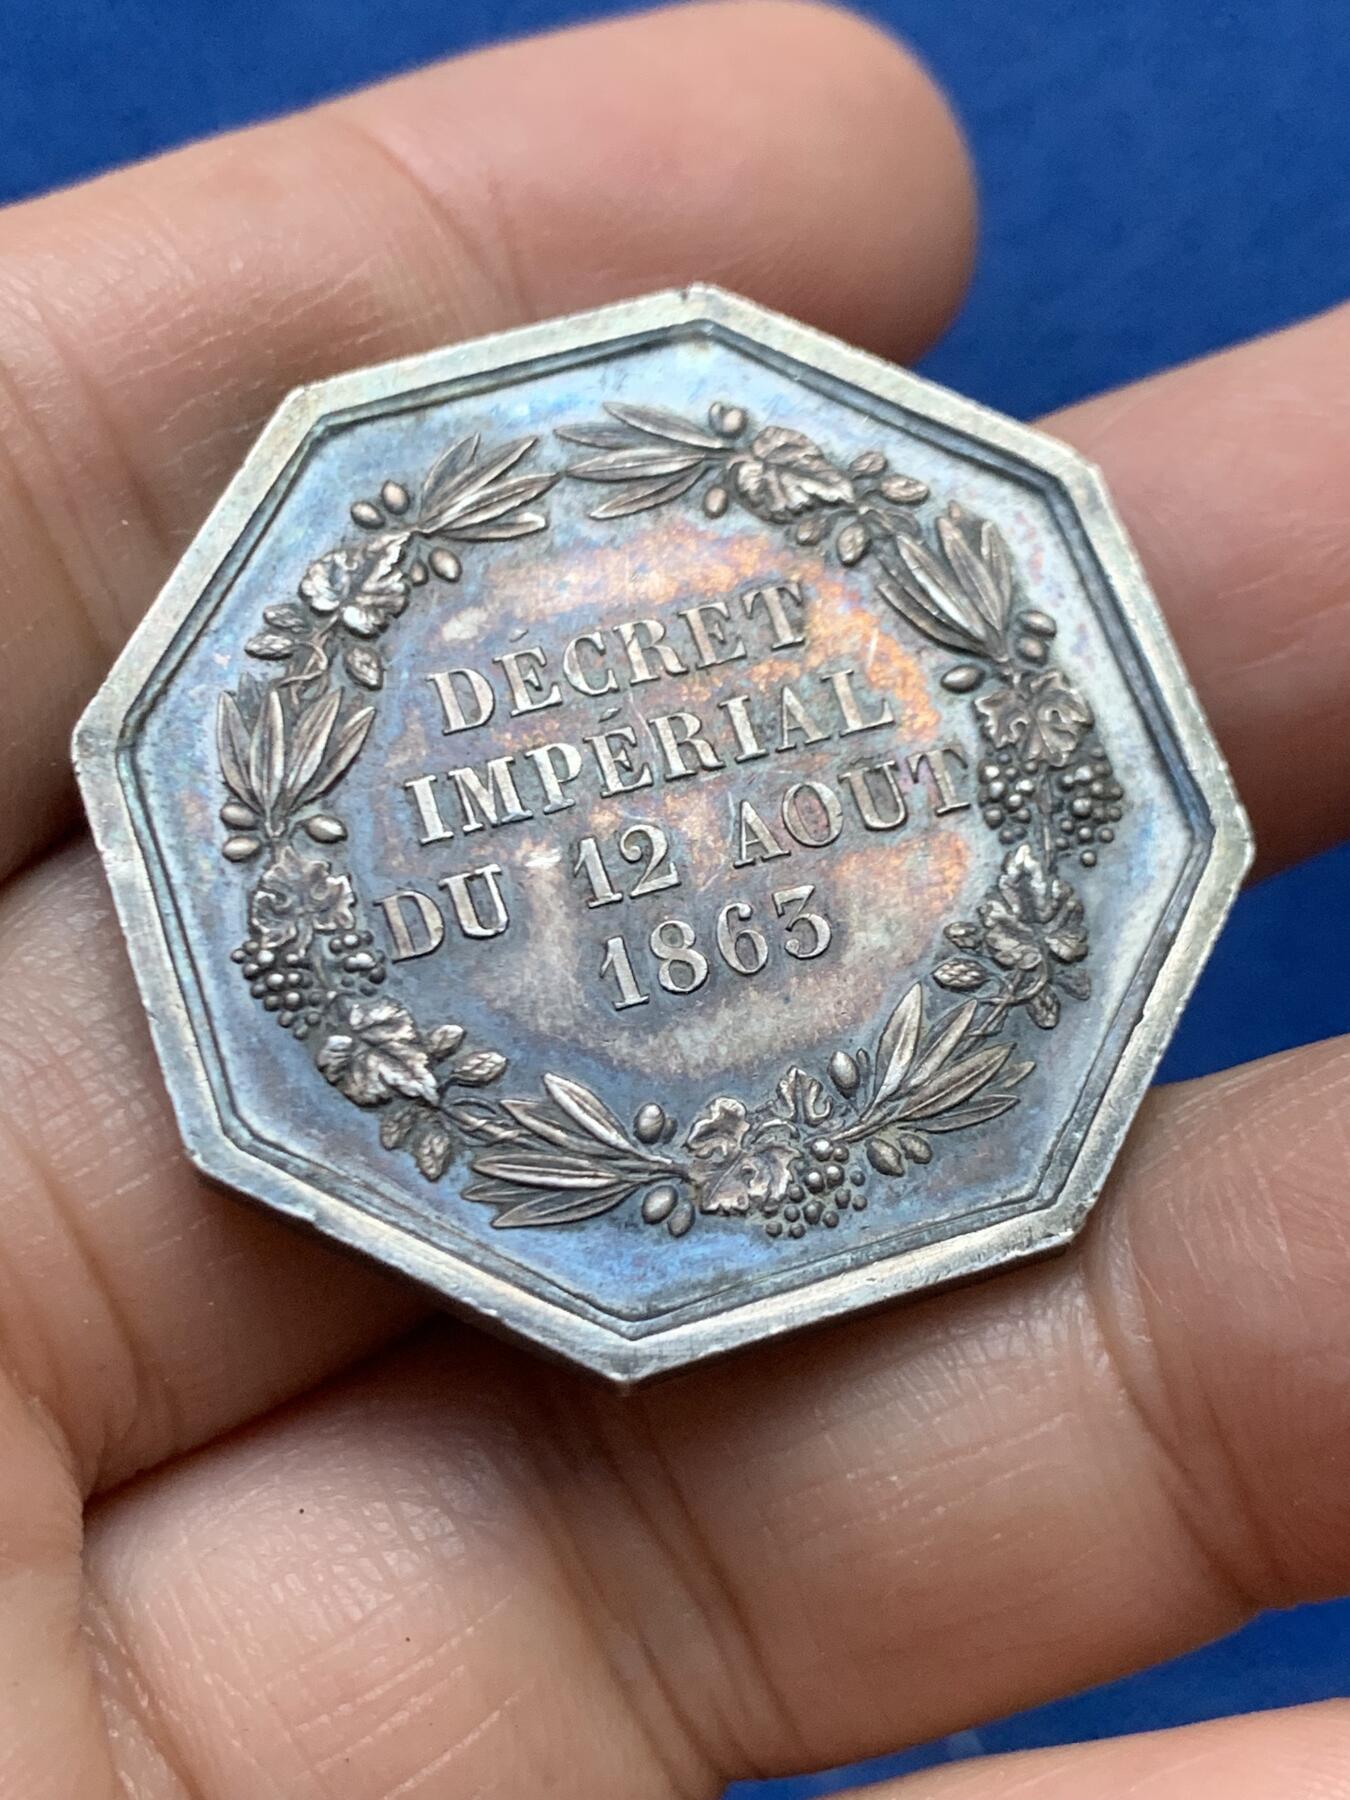 DÉCRET
IMPÉRIAL
DU 12 AOUT
1863